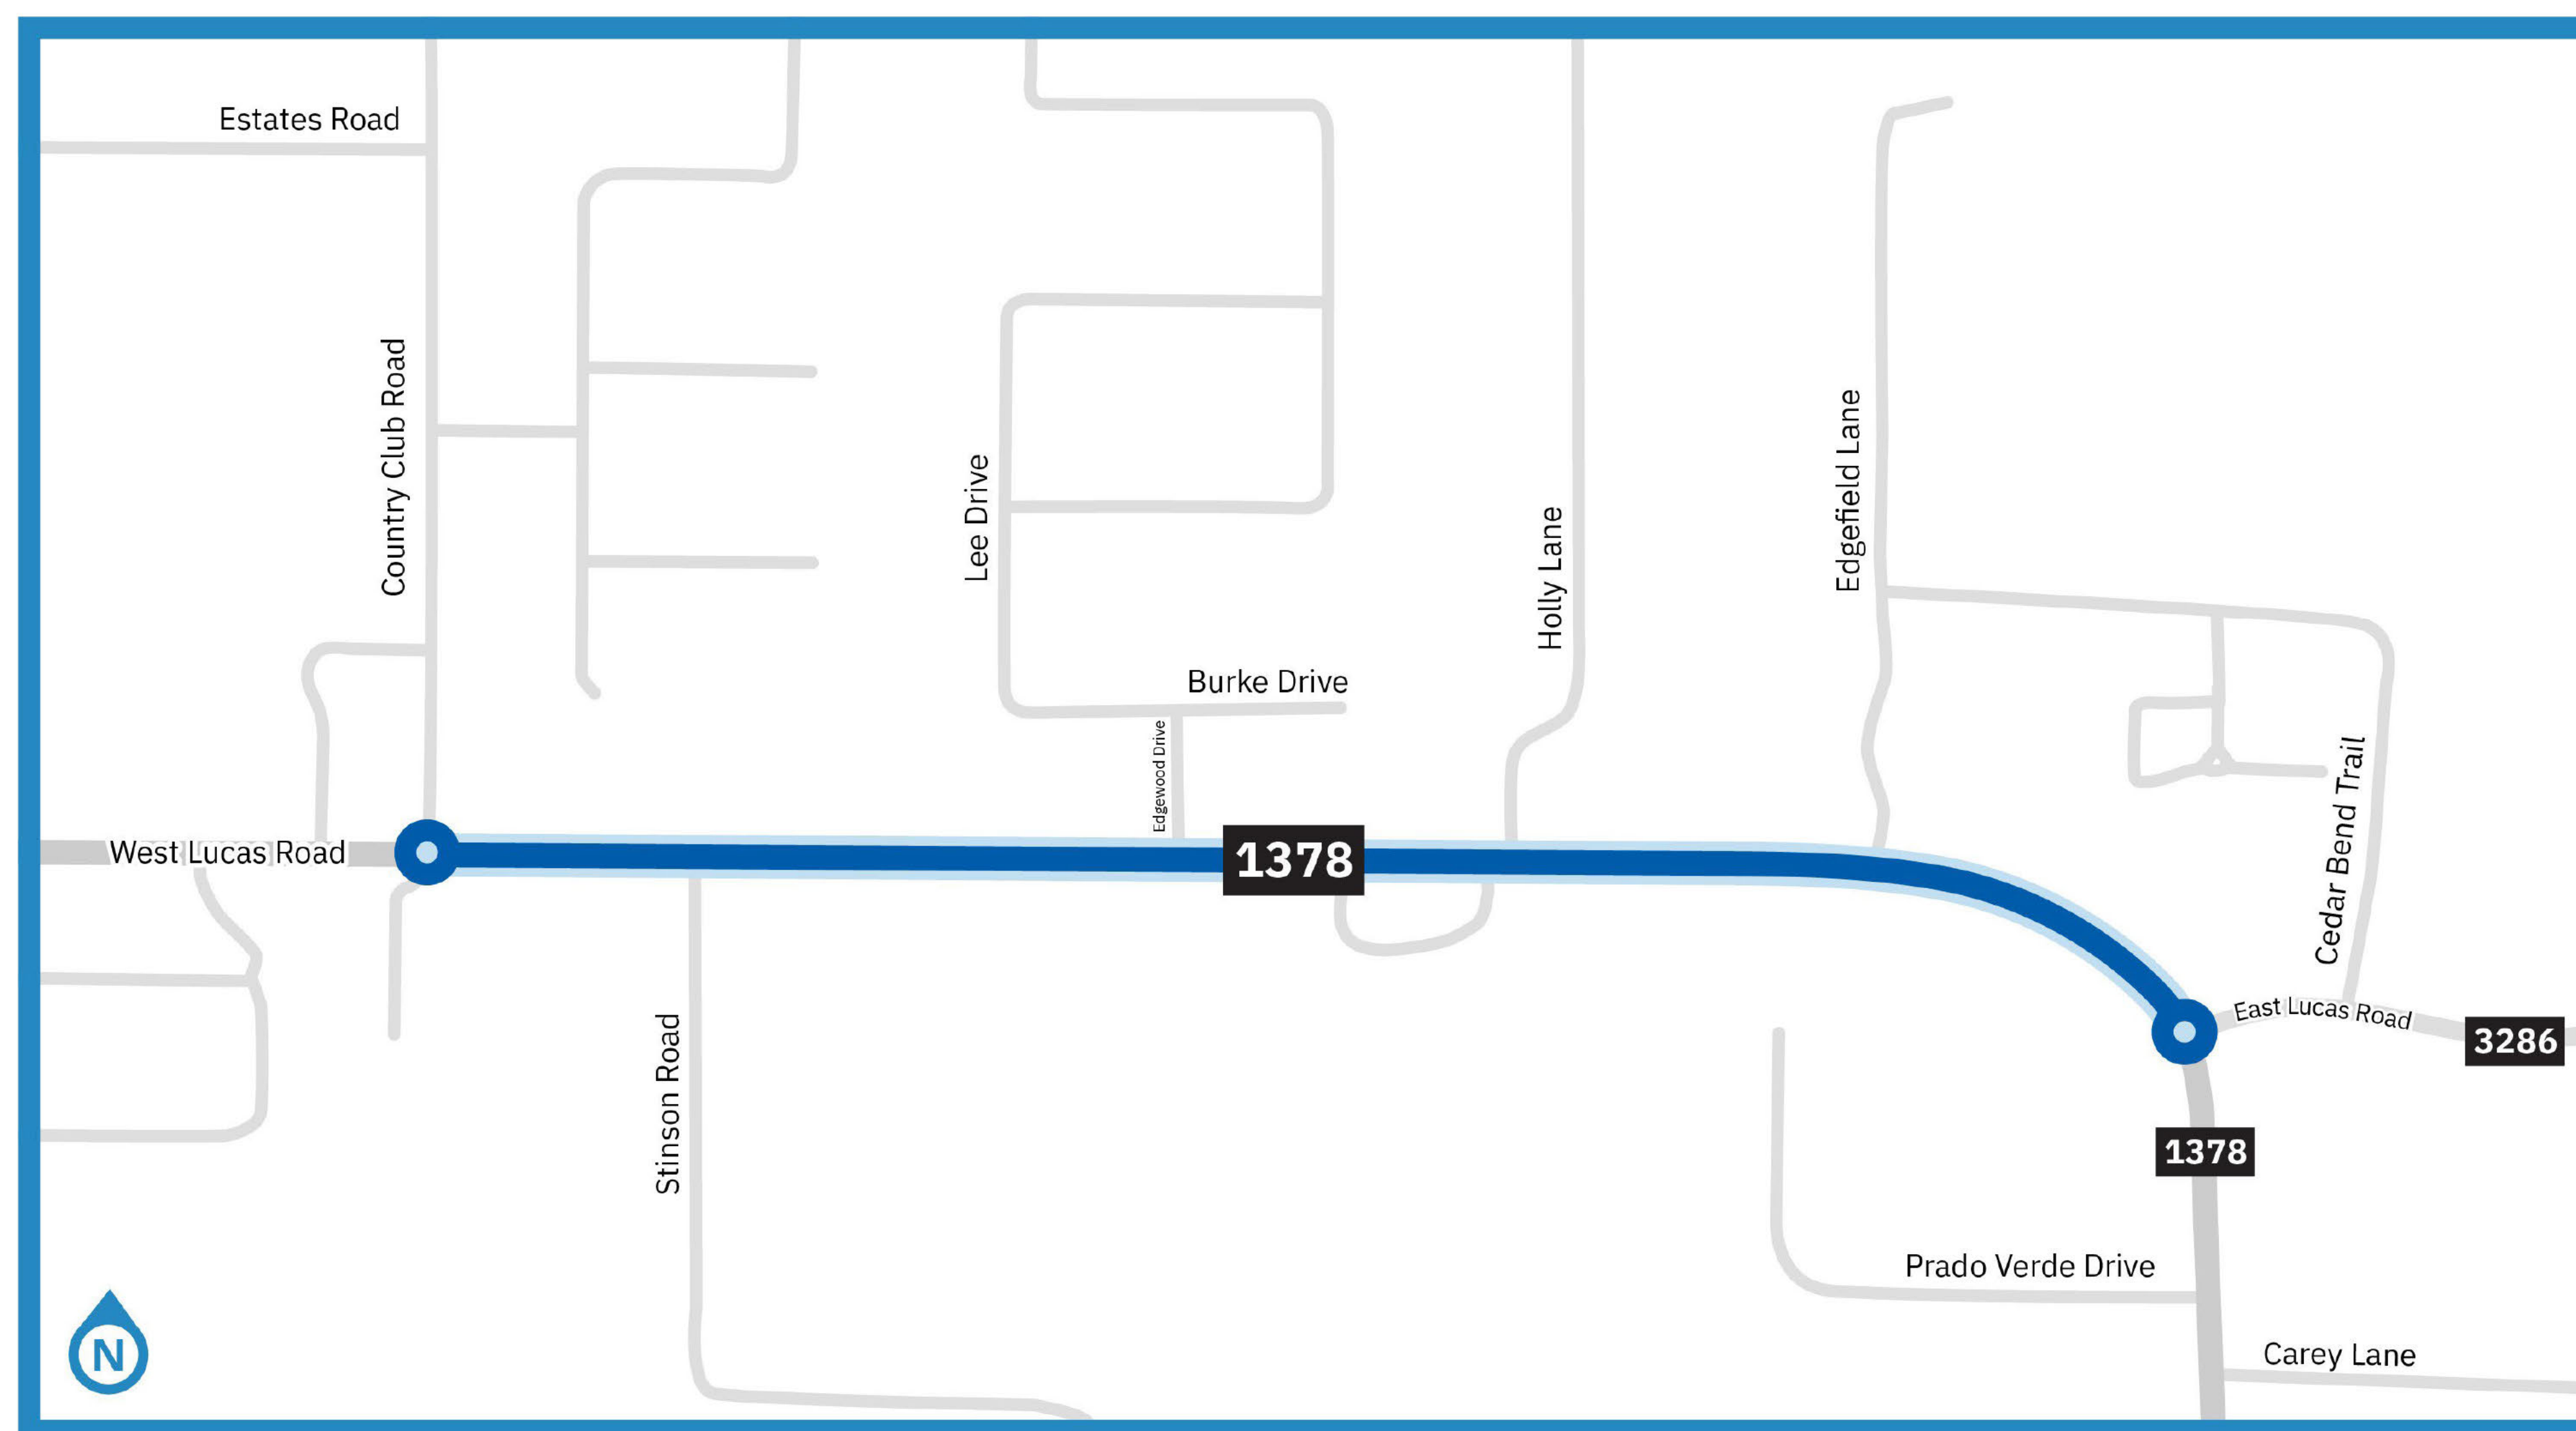 Estates Road
Country Club Road
Lee Drive
Holly Lane
Edgefield Lane
Burke Drive
Edgewood Drive
Cedar Bend Trail
West Lucas Road
1378
East Lucas Road
3286
Stinson Road
1378
Prado Verde Drive
Carey Lane
N